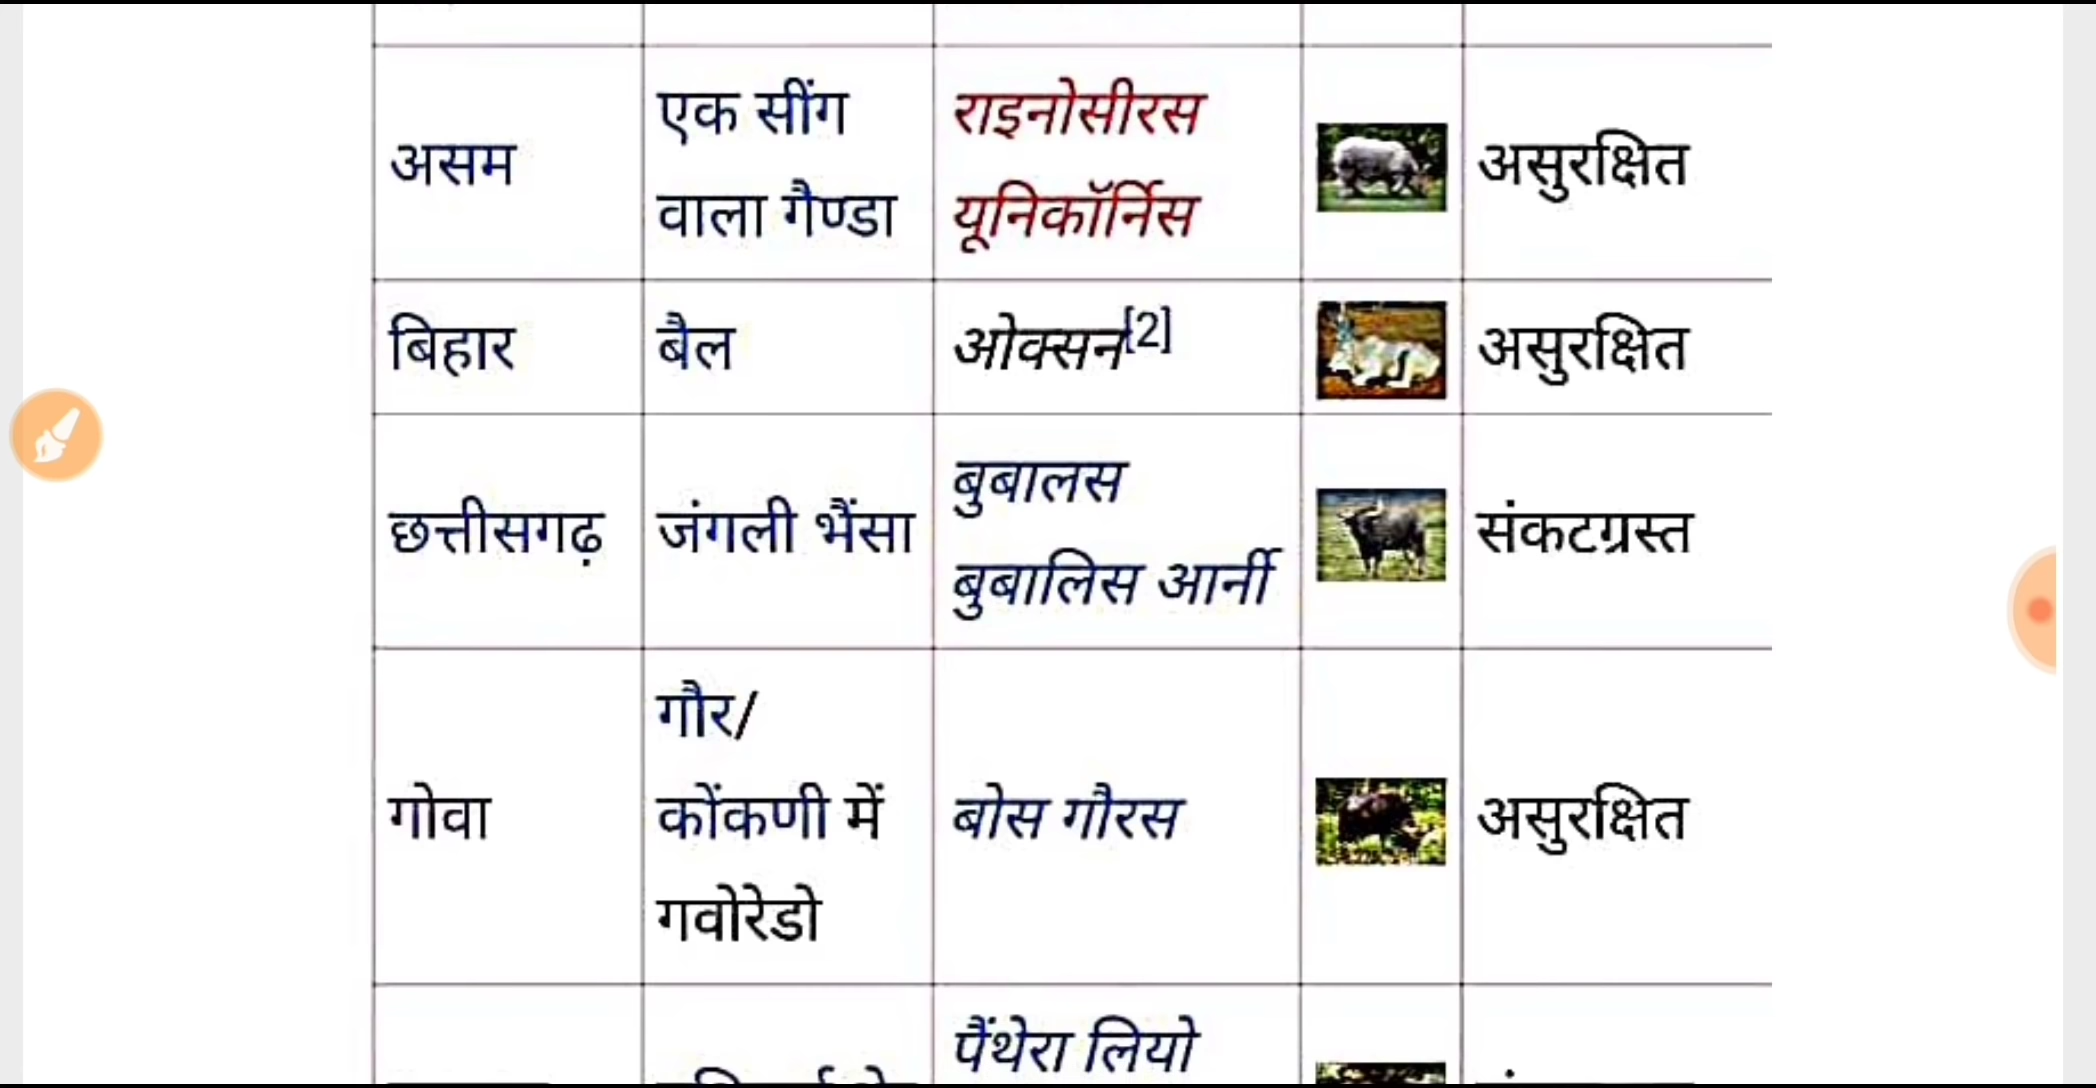 असम
एक सींग
वाला गैण्डा
राइनोसीरस
यूनिकॉर्निस
असुरक्षित
बिहार
बैल
ओक्सन[2]
असुरक्षित
छत्तीसगढ़
जंगली भैंसा
बुबालस
बुबालिस आर्नी
संकटग्रस्त
गोवा
गौर/
कोंकणी में
गवोरेडो
बोस गौरस
असुरक्षित
पैंथेरा लियो